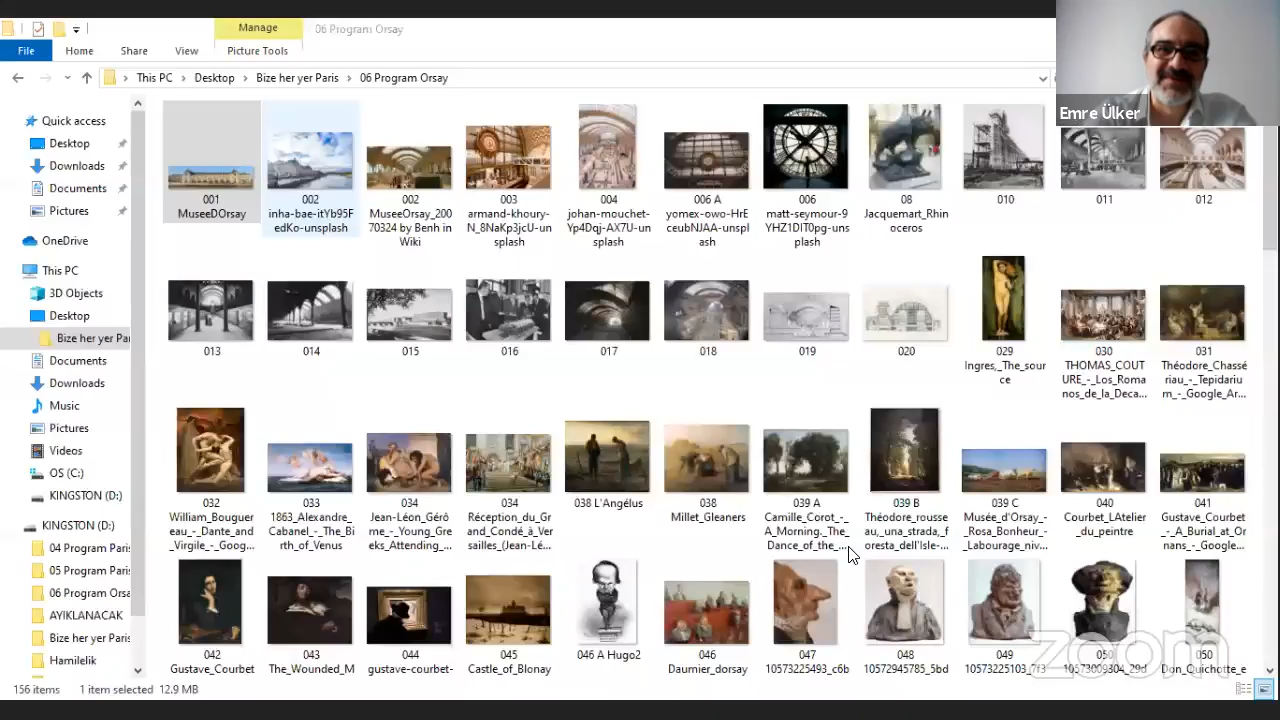 Manage
06 Program Orsay
File
Home
Share
View
Picture Tools
This PC
Desktop
Bize her yer Paris
06 Program Orsay
Emre Ülker
Quick access
Desktop
Downloads
Documents
Pictures
OneDrive
This PC
3D Objects
Desktop
Bize her yer Pa
Documents
Downloads
Music
Pictures
Videos
OS (C:)
KINGSTON (D:)
KINGSTON (D:)
04 Program Paris
05 Program Paris
06 Program Orsa
AYIKLANACAK
Bize her yer Paris
Hamilelik
001
MuseeDOrsay
002
inha-bae-itYb95F
edKo-unsplash
002
MuseeOrsay_200
70324 by Benh in
Wiki
003
armand-khoury-
N_8NaKp3jcU-un
splash
004
johan-mouchet-
Yp4Dqj-AX7U-un
splash
006 A
yomex-owo-HrE
ceubNJAA-unspl
ash
006
matt-seymour-9
YHZ1DIT0pg-uns
plash
08
Jacquemart_Rhin
oceros
010
011
012
013
014
015
016
017
018
019
020
029
Ingres,_The_sour
ce
030
THOMAS_COUT
URE_-_Los_Roma
nos_de_la_Deca...
031
Théodore_Chassé
riau_-_Tepidariu
m_-_Google_Ar...
032
William_Bouguer
eau_-_Dante_and
_Virgile_-_Goog...
033
1863_Alexandre_
Cabanel_-_The_Bi
rth_of_Venus
034
Jean-Léon_Gérô
me_-_Young_Gre
eks_Attending_...
034
Réception_du_Gr
and_Condé_à_Ver
sailles_(Jean-Lé...
038 L'Angélus
038
Millet_Gleaners
039 A
Camille_Corot_-_
A_Morning._The_
Dance_of_the_...
039 B
Théodore_rousse
au,_una_strada,_f
oresta_dell'Isle-...
039 C
Musée_d'Orsay_-
_Rosa_Bonheur_-
_Labourage_niv...
040
Courbet_LAtelier
_du_peintre
041
Gustave_Courbet
_-_A_Burial_at_Or
nans_-_Google...
042
Gustave_Courbet
043
The_Wounded_M
044
gustave-courbet-
045
Castle_of_Blonay
046 A Hugo2
046
Daumier_dorsay
047
10573225493_c6b
048
10572945785_5bd
049
10573225103_7f3
050
10573009304_29d
050
Don_Quichotte_e
zoom
156 items
1 item selected
12.9 MB